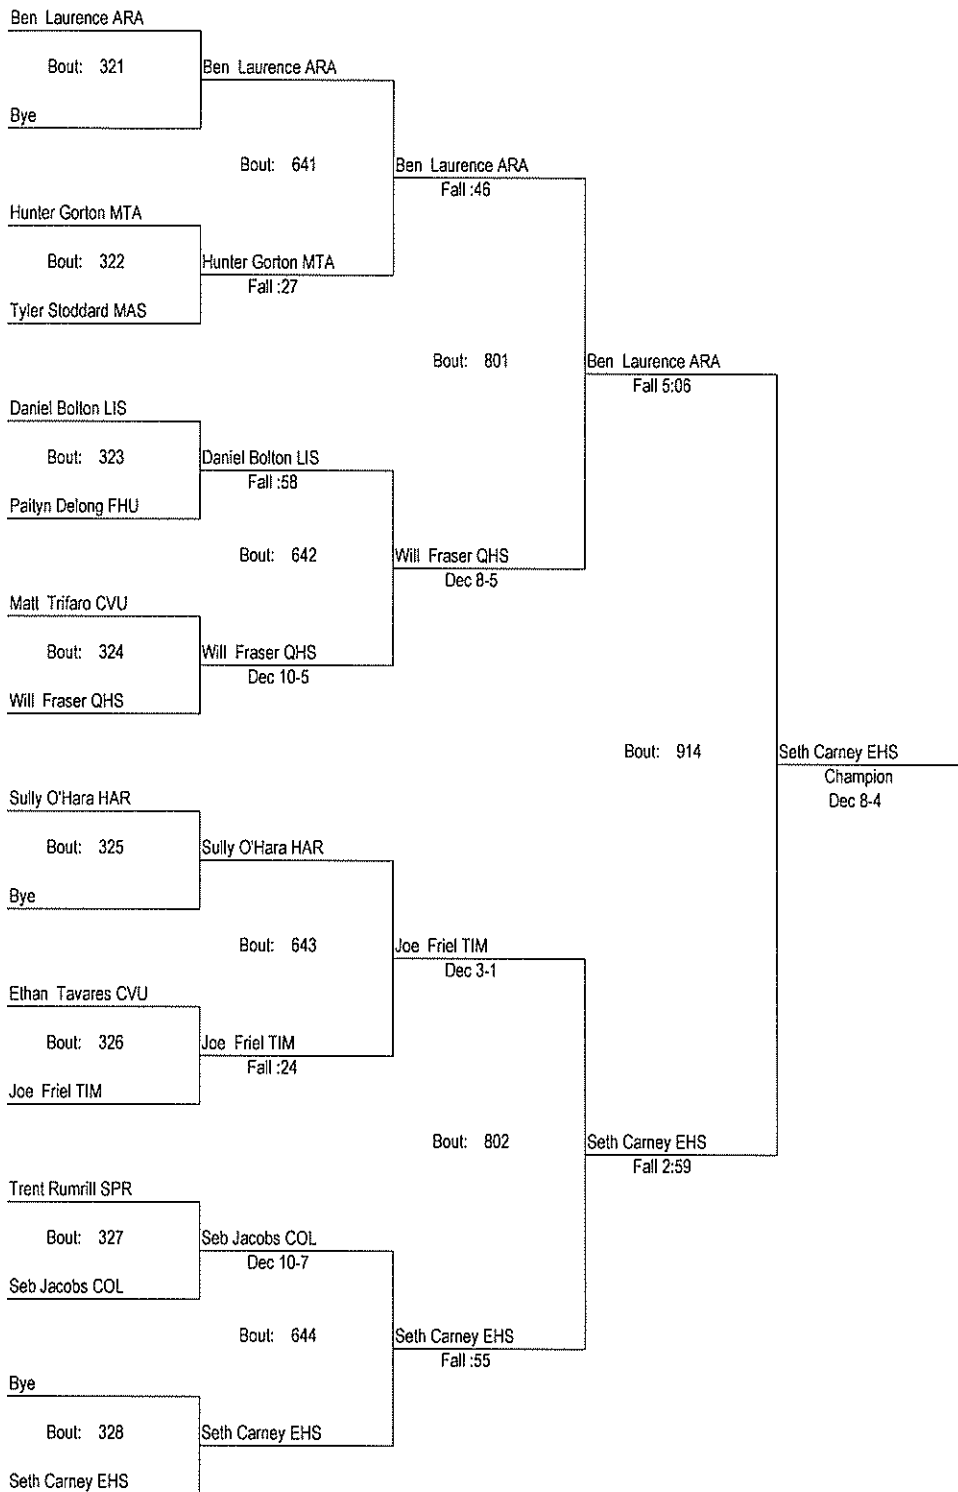 Ben Laurence ARA
Bout: 321
Ben Laurence ARA
Bye
Bout: 641
Ben Laurence ARA
Fall :46
Hunter Gorton MTA
Bout: 322
Hunter Gorton MTA
Fall :27
Tyler Stoddard MAS
Bout: 801
Ben Laurence ARA
Fall 5:06
Daniel Bolton LIS
Bout: 323
Daniel Bolton LIS
Fall :58
Paityn Delong FHU
Bout: 642
Will Fraser QHS
Dec 8-5
Matt Trifaro CVU
Bout: 324
Will Fraser QHS
Dec 10-5
Will Fraser QHS
Bout: 914
Seth Carney EHS
Champion
Dec 8-4
Sully O'Hara HAR
Bout: 325
Sully O'Hara HAR
Bye
Bout: 643
Joe Friel TIM
Dec 3-1
Ethan Tavares CVU
Bout: 326
Joe Friel TIM
Fall :24
Joe Friel TIM
Bout: 802
Seth Carney EHS
Fall 2:59
Trent Rumrill SPR
Bout: 327
Seb Jacobs COL
Dec 10-7
Seb Jacobs COL
Bout: 644
Seth Carney EHS
Fall :55
Bye
Bout: 328
Seth Carney EHS
Seth Carney EHS